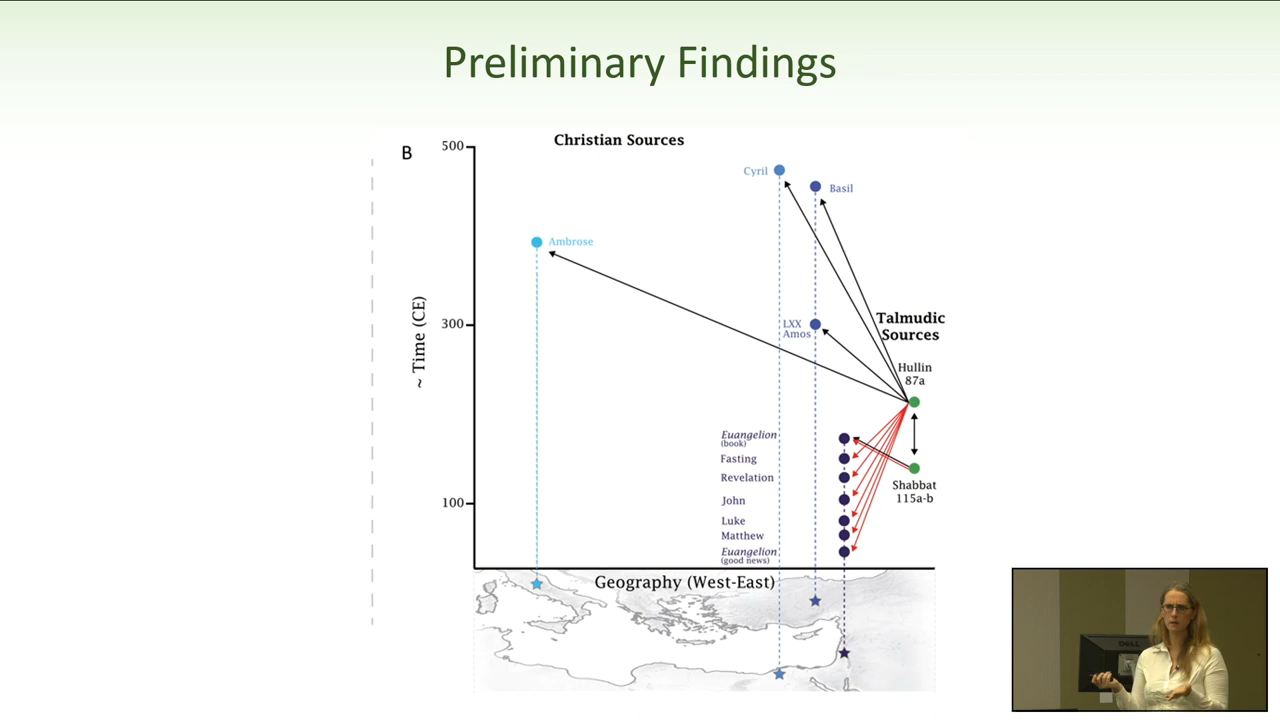 Preliminary Findings
B
Christian Sources
500
300
100
~ Time (CE)
Cyril
Basil
Ambrose
LXX
Amos
Talmudic
Sources
Hullin
87a
Shabbat
115a-b
Euangelion
(book)
Fasting
Revelation
John
Luke
Matthew
Euangelion
(good news)
Geography (West-East)
DELL